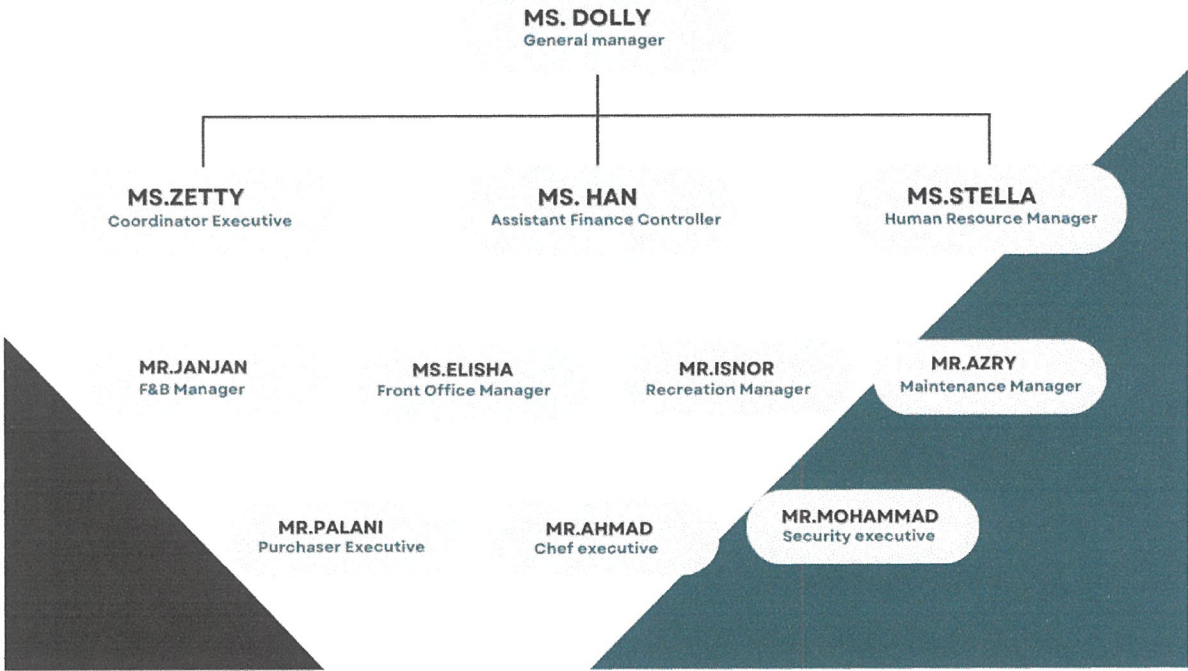 MS. DOLLY
General manager
MS.ZETTY
Coordinator Executive
MS. HAN
Assistant Finance Controller
MS.STELLA
Human Resource Manager
MR.JANJAN
F&B Manager
MS.ELISHA
Front Office Manager
MR.ISNOR
Recreation Manager
MR.AZRY
Maintenance Manager
MR.PALANI
Purchaser Executive
MR.AHMAD
Chef executive
MR.MOHAMMAD
Security executive